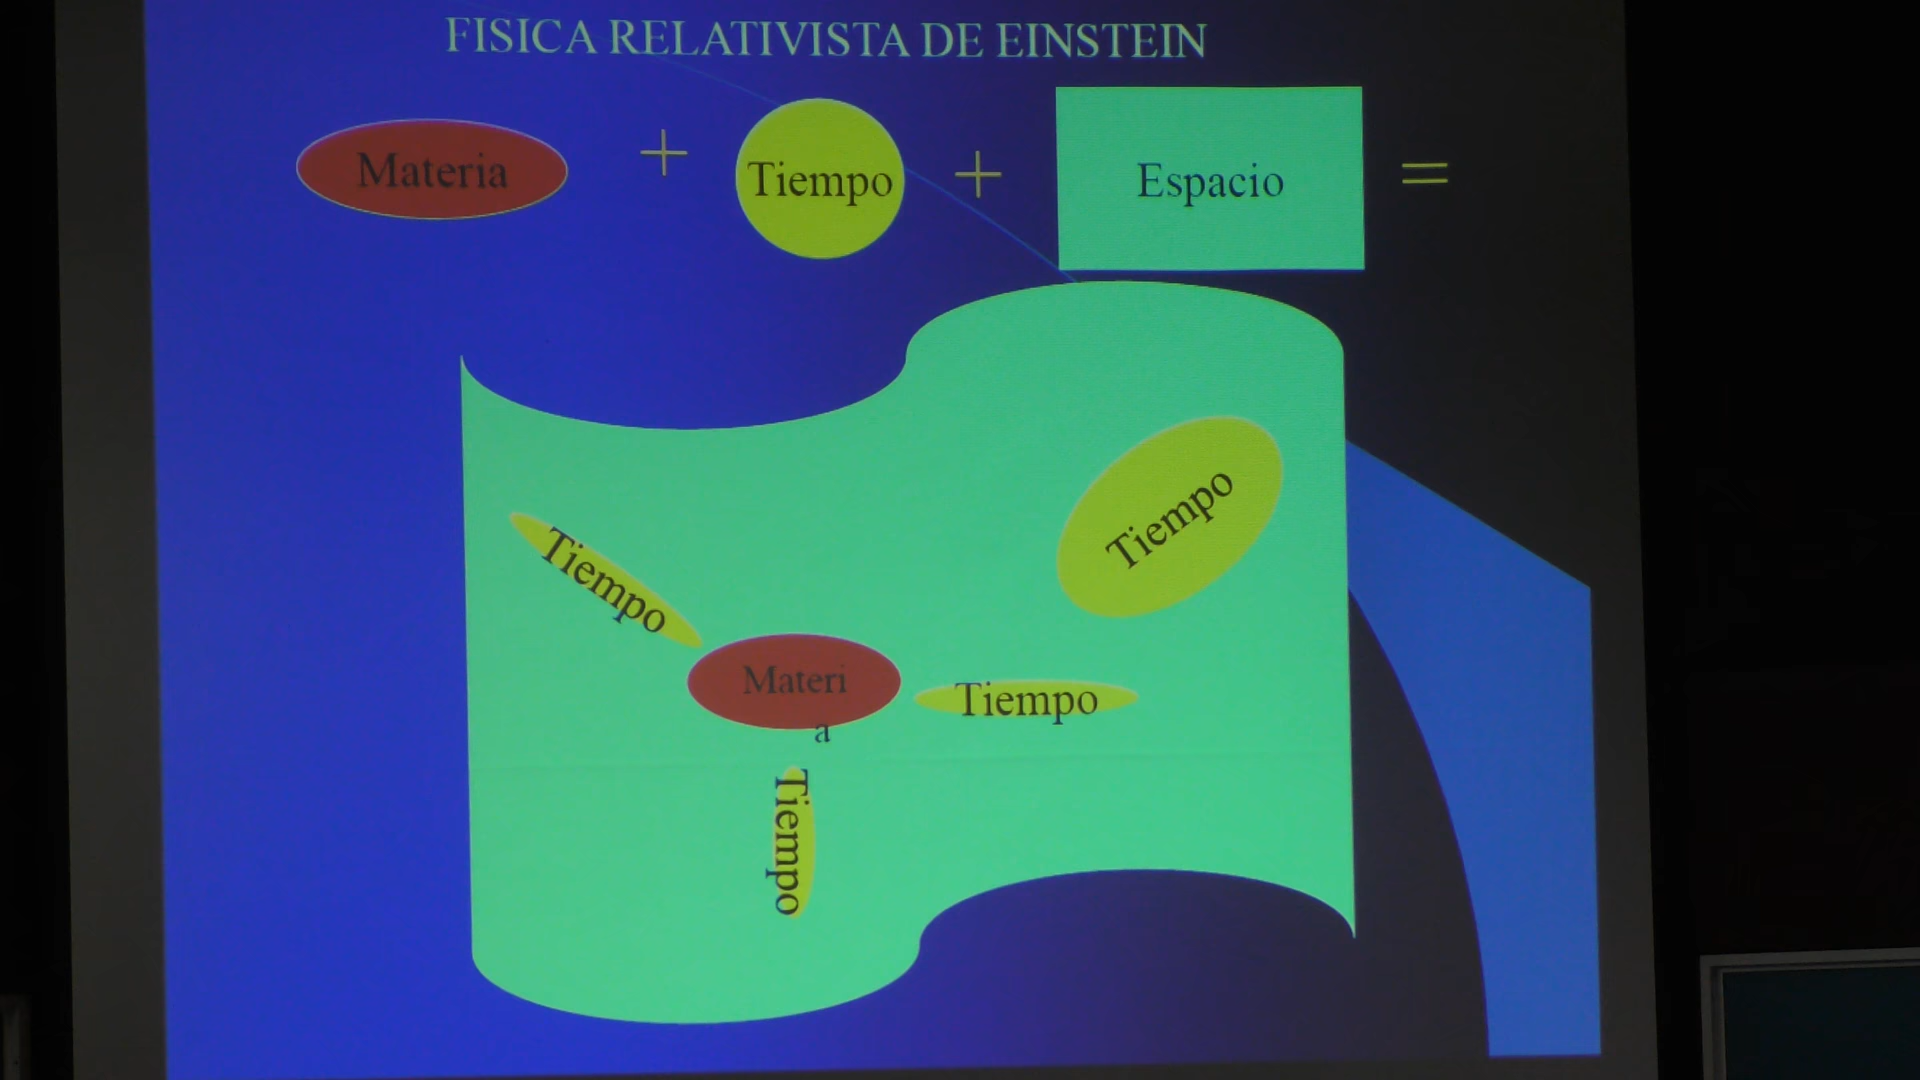 FISICA RELATIVISTA DE EINSTEIN
Materia + Tiempo + Espacio =
Tiempo
Tiempo
Materi
a
Tiempo
Tiempo